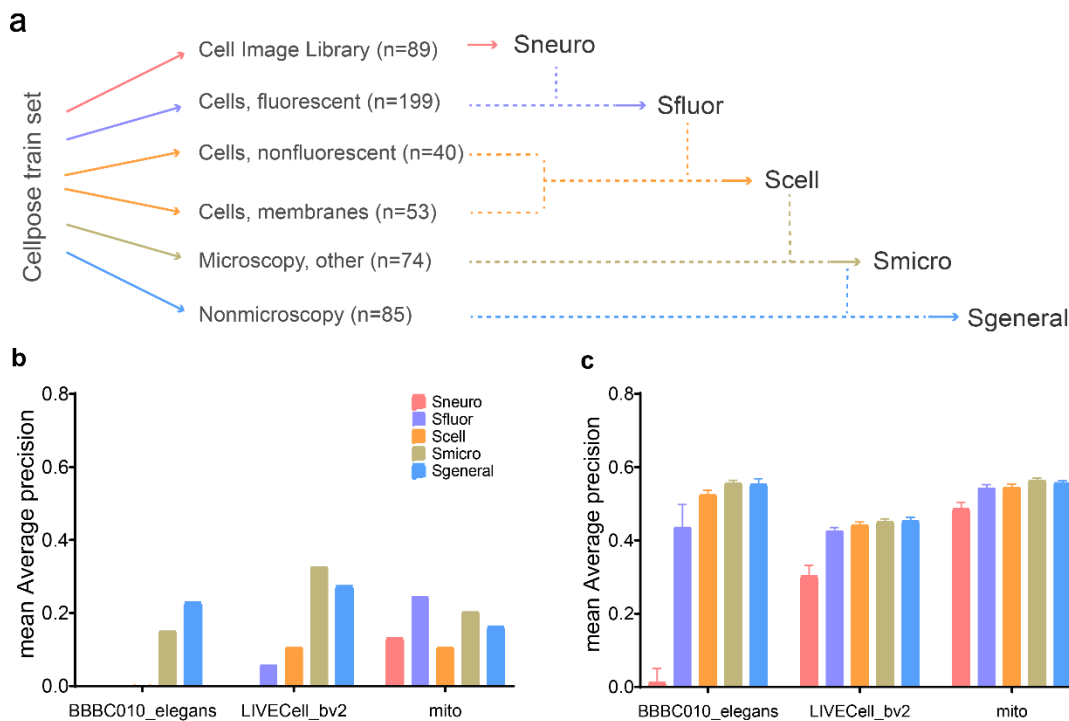 a
Cellpose train set
Cell Image Library (n=89)
Sneuro
Cells, fluorescent (n=199)
Sfluor
Cells, nonfluorescent (n=40)
Scell
Cells, membranes (n=53)
Microscopy, other (n=74)
Smicro
Nonmicroscopy (n=85)
Sgeneral
b
mean Average precision
0.8
0.6
0.4
0.2
0.0
Sneuro
Sfluor
Scell
Smicro
Sgeneral
BBBC010_elegans
LIVECell_bv2
mito
c
mean Average precision
0.8
0.6
0.4
0.2
0.0
BBBC010_elegans
LIVECell_bv2
mito